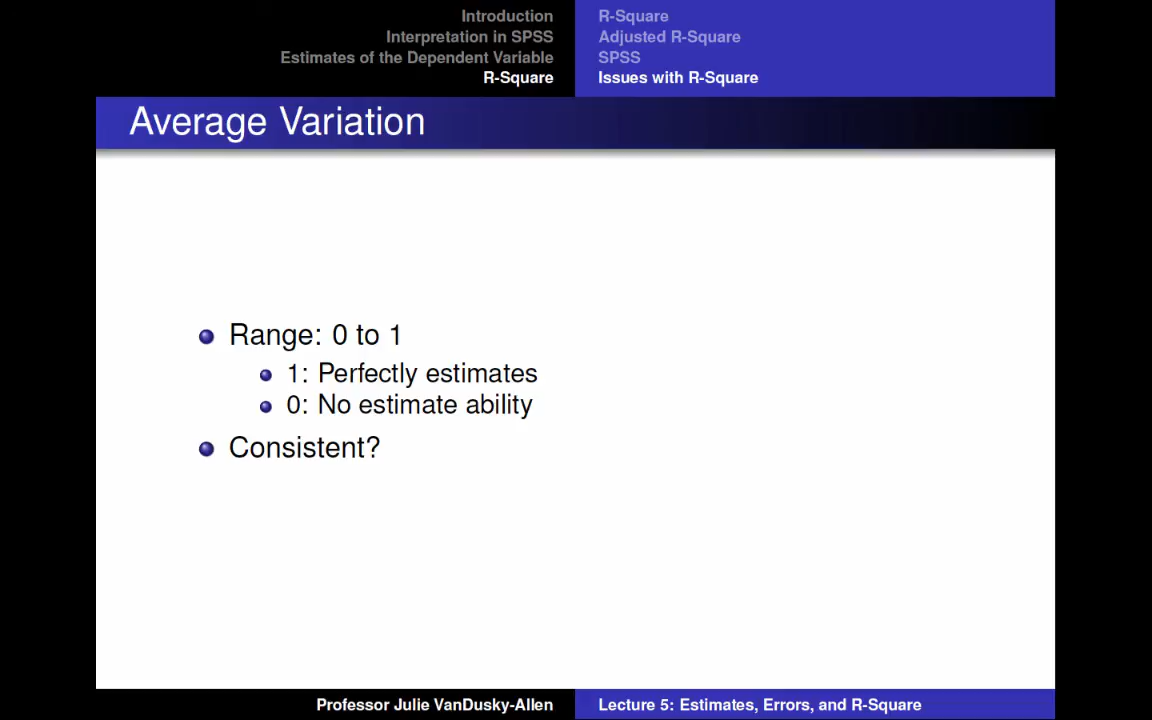 Introduction
Interpretation in SPSS
Estimates of the Dependent Variable
R-Square
R-Square
Adjusted R-Square
SPSS
Issues with R-Square
Average Variation
Range: 0 to 1
1: Perfectly estimates
0: No estimate ability
Consistent?
Professor Julie VanDusky-Allen
Lecture 5: Estimates, Errors, and R-Square